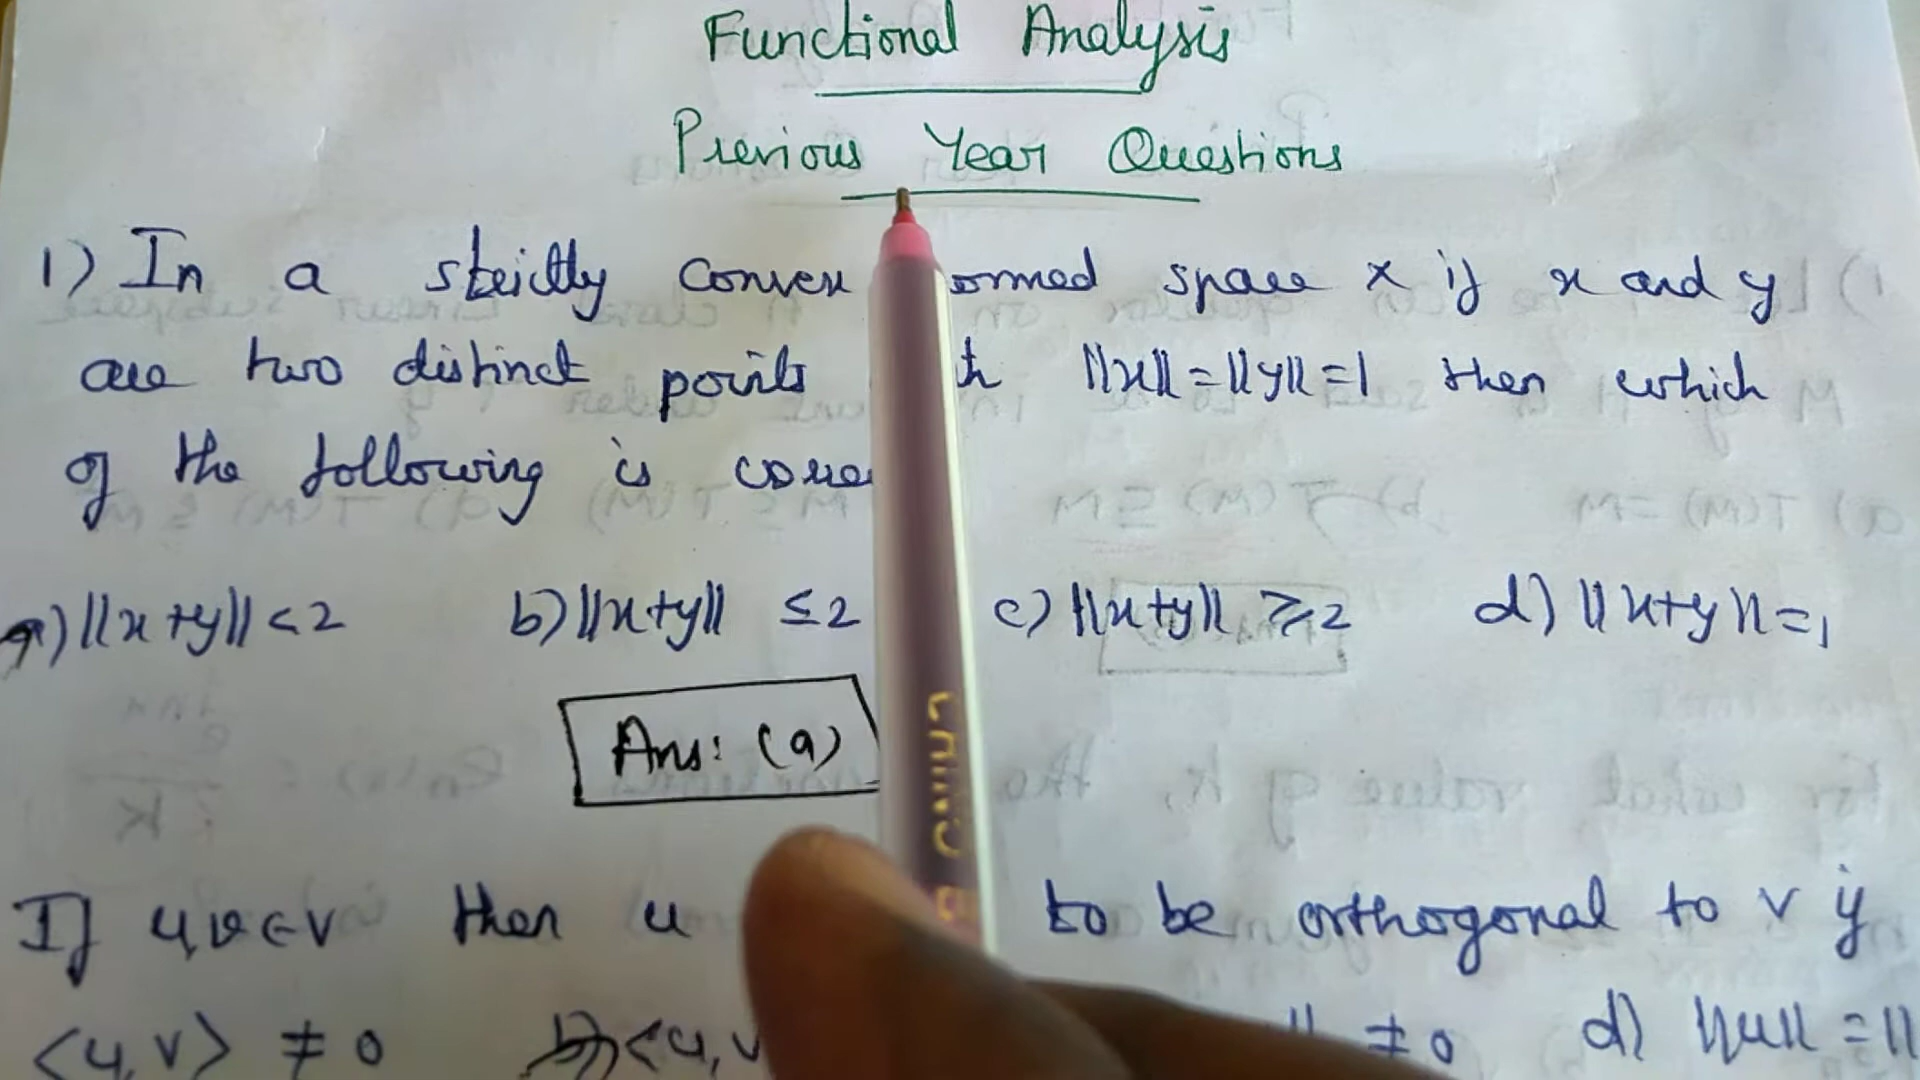 Functional Analysis
Previous Year Questions
1) In a strictly convex ormed space X if x and y
are two distinct points th ||x||=||y||=1 then which
of the following is corre
a) ||x+y||<2 b) ||x+y|| ≤2 c) ||x+y|| ≥2 d) ||x+y||=1
Ans: (a)
If u,v∈V then u to be orthogonal to v if
<u,v> ≠ 0 b) <u,v || ≠0 d) ||u|| = ||